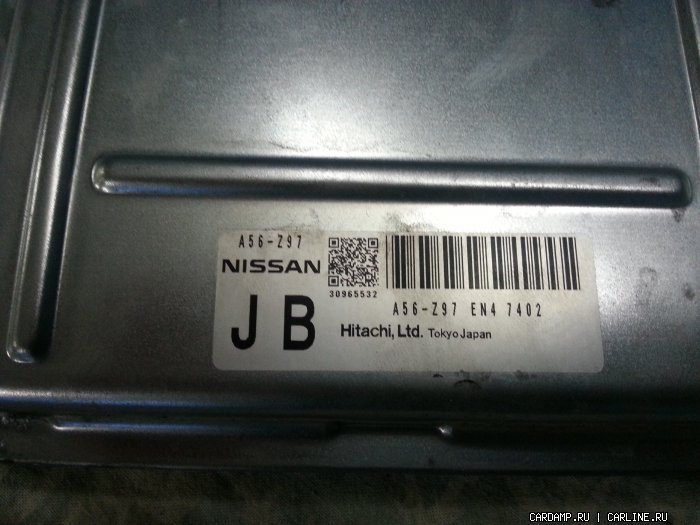 A56-Z97
NISSAN
30965532
A56-Z97 EN4 7402
JB
Hitachi, Ltd. Tokyo Japan
CARDAMP.RU | CARLINE.RU